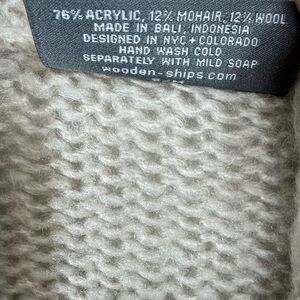 76% ACRYLIC, 12% MOHAIR, 12% WOOL
MADE IN BALI, INDONESIA
DESIGNED IN NYC + COLORADO
HAND WASH COLD
SEPARATELY WITH MILD SOAP
wooden-ships.com